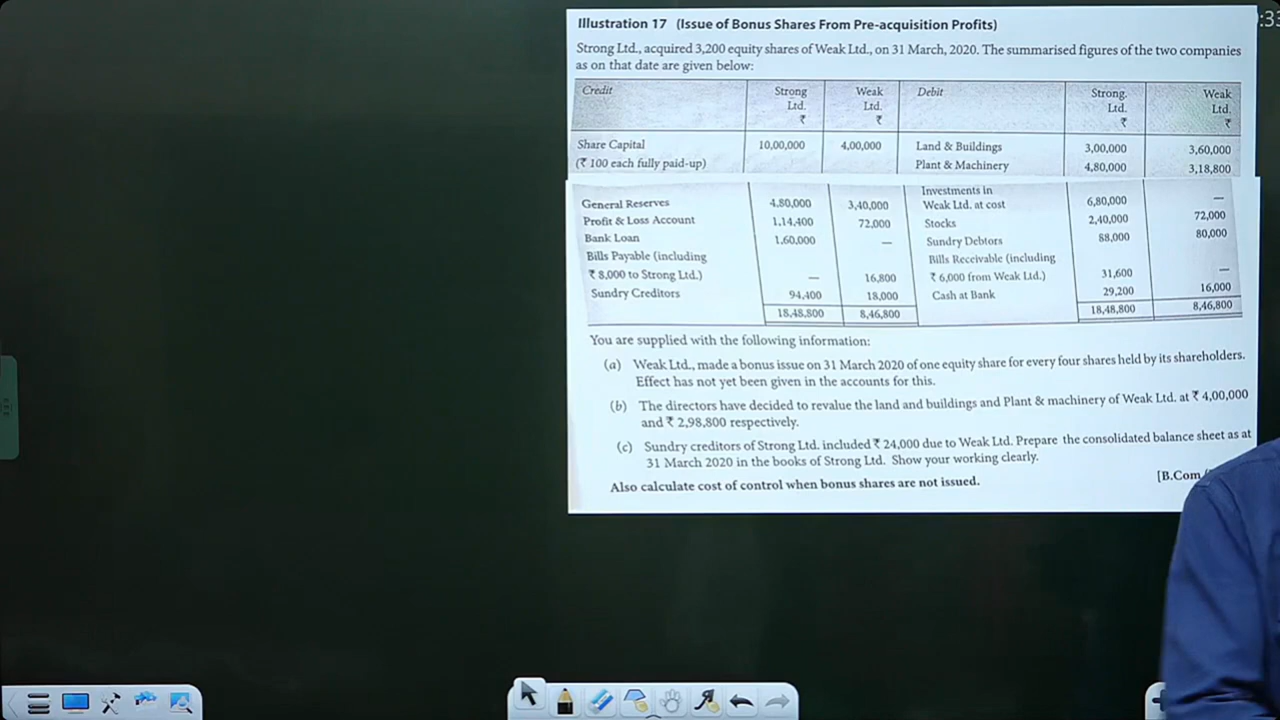 :33
Illustration 17 (Issue of Bonus Shares From Pre-acquisition Profits)
Strong Ltd., acquired 3,200 equity shares of Weak Ltd., on 31 March, 2020. The summarised figures of the two companies
as on that date are given below:
Credit Strong Ltd. ₹ Weak Ltd. ₹ Debit Strong. Ltd. ₹ Weak Ltd. ₹
Share Capital 10,00,000 4,00,000 Land & Buildings 3,00,000 3,60,000
(₹ 100 each fully paid-up) Plant & Machinery 4,80,000 3,18,800
Investments in
General Reserves 4,80,000 3,40,000 Weak Ltd. at cost 6,80,000 —
Profit & Loss Account 1,14,400 72,000 Stocks 2,40,000 72,000
Bank Loan 1,60,000 — Sundry Debtors 88,000 80,000
Bills Payable (including Bills Receivable (including
₹ 8,000 to Strong Ltd.) — 16,800 ₹ 6,000 from Weak Ltd.) 31,600 —
Sundry Creditors 94,400 18,000 Cash at Bank 29,200 16,000
18,48,800 8,46,800 18,48,800 8,46,800
You are supplied with the following information:
(a) Weak Ltd., made a bonus issue on 31 March 2020 of one equity share for every four shares held by its shareholders.
Effect has not yet been given in the accounts for this.
(b) The directors have decided to revalue the land and buildings and Plant & machinery of Weak Ltd. at ₹ 4,00,000
and ₹ 2,98,800 respectively.
(c) Sundry creditors of Strong Ltd. included ₹ 24,000 due to Weak Ltd. Prepare the consolidated balance sheet as at
31 March 2020 in the books of Strong Ltd. Show your working clearly.
[B.Com
Also calculate cost of control when bonus shares are not issued.